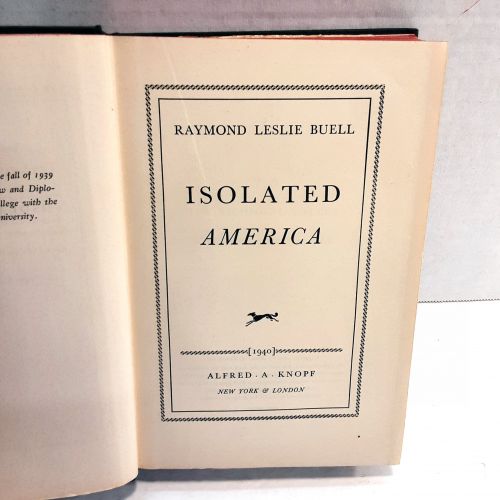 e fall of 1939
w and Diplo-
llege with the
niversity.
RAYMOND LESLIE BUELL
ISOLATED
AMERICA
[1940]
ALFRED · A · KNOPF
NEW YORK & LONDON